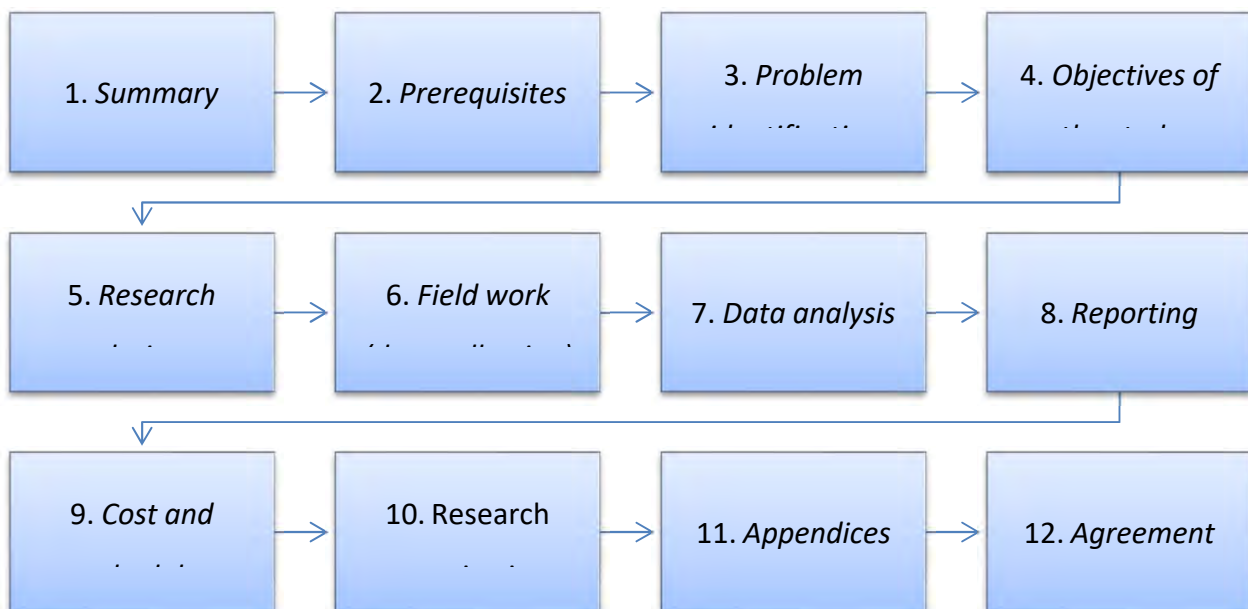 1. Summary
2. Prerequisites
3. Problem
4. Objectives of
5. Research
6. Field work
7. Data analysis
8. Reporting
9. Cost and
10. Research
11. Appendices
12. Agreement